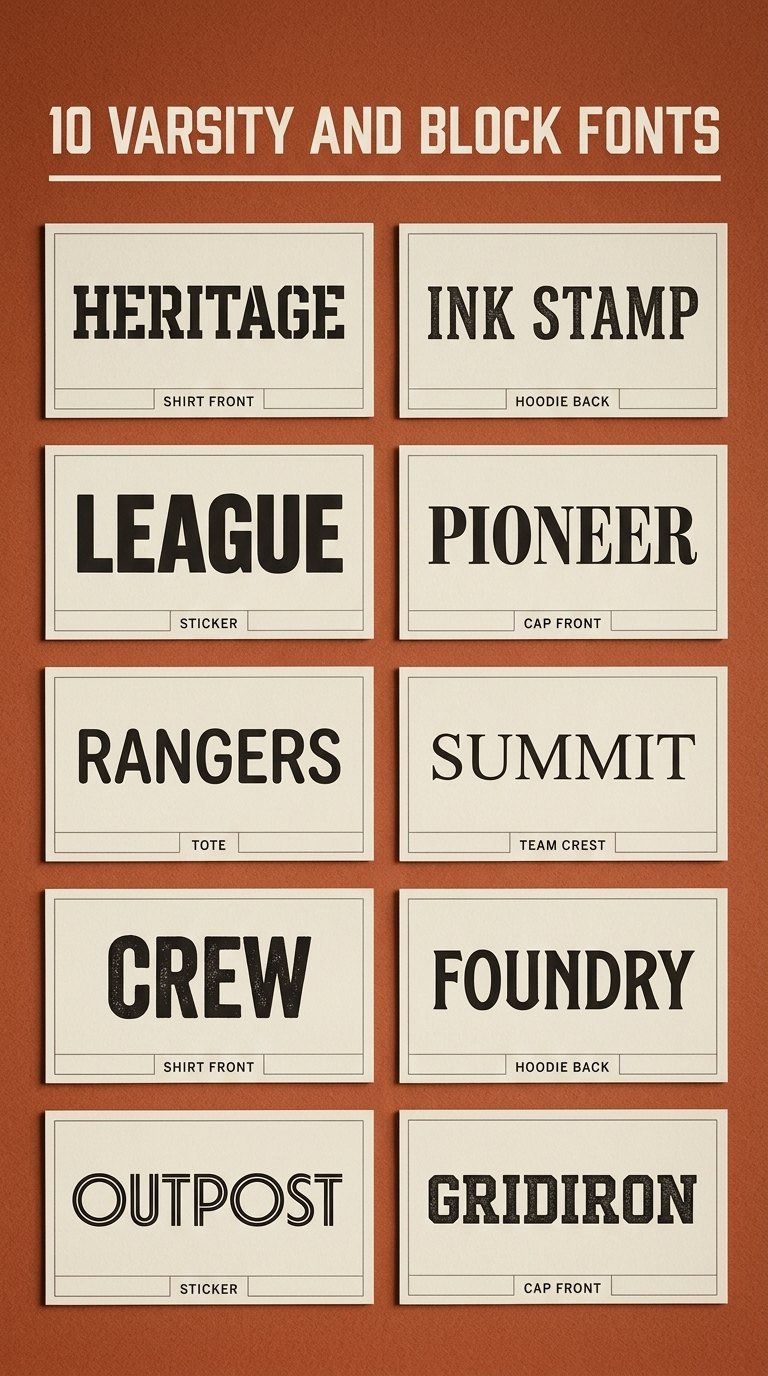 10 VARSITY AND BLOCK FONTS
HERITAGE
SHIRT FRONT
INK STAMP
HOODIE BACK
LEAGUE
STICKER
PIONEER
CAP FRONT
RANGERS
TOTE
SUMMIT
TEAM CREST
CREW
SHIRT FRONT
FOUNDRY
HOODIE BACK
OUTPOST
STICKER
GRIDIRON
CAP FRONT